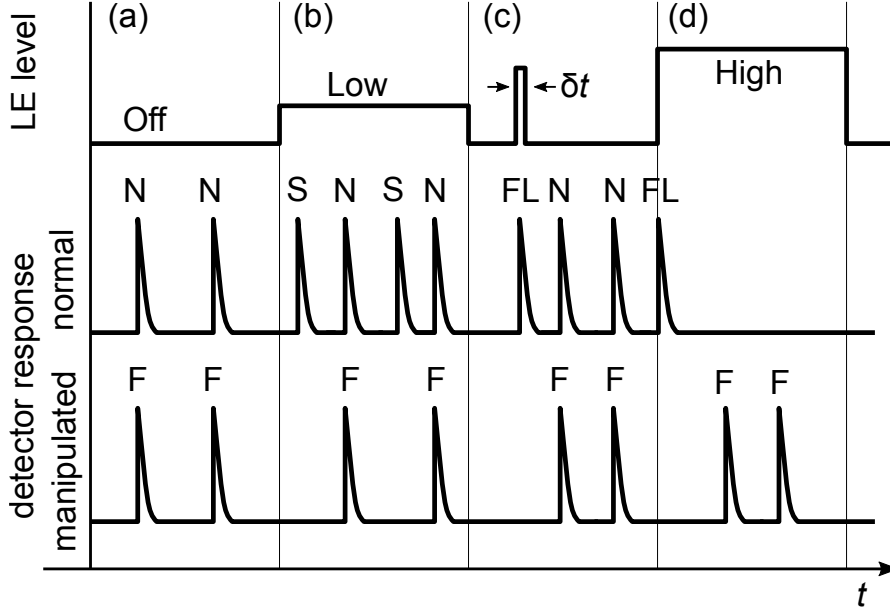 (a) (b) (c) (d)
LE level
Off
Low
δt
High
detector response
normal
N N S N S N FL N N FL
manipulated
F F F F F F F F
t